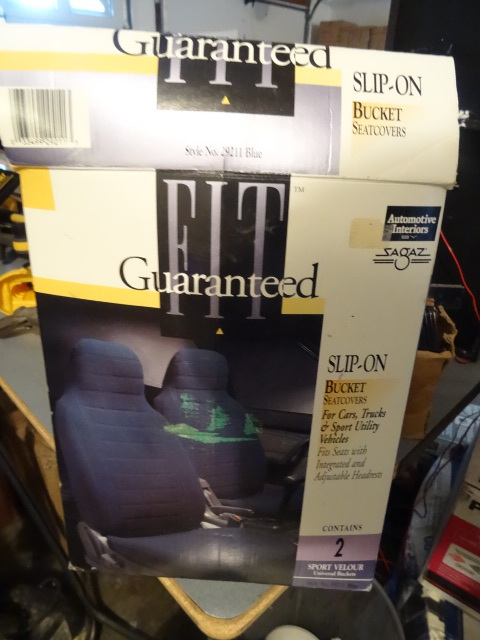 Guaranteed
FIT
SLIP-ON
BUCKET
SEATCOVERS
Style No. 29211 Blue
FIT
TM
Guaranteed
Automotive
Interiors
SAGAZ
SLIP-ON
BUCKET
SEATCOVERS
For Cars, Trucks
& Sport Utility
Vehicles
Fits Seats with
Integrated and
Adjustable Headrests
CONTAINS
2
SPORT VELOUR
Universal Buckets